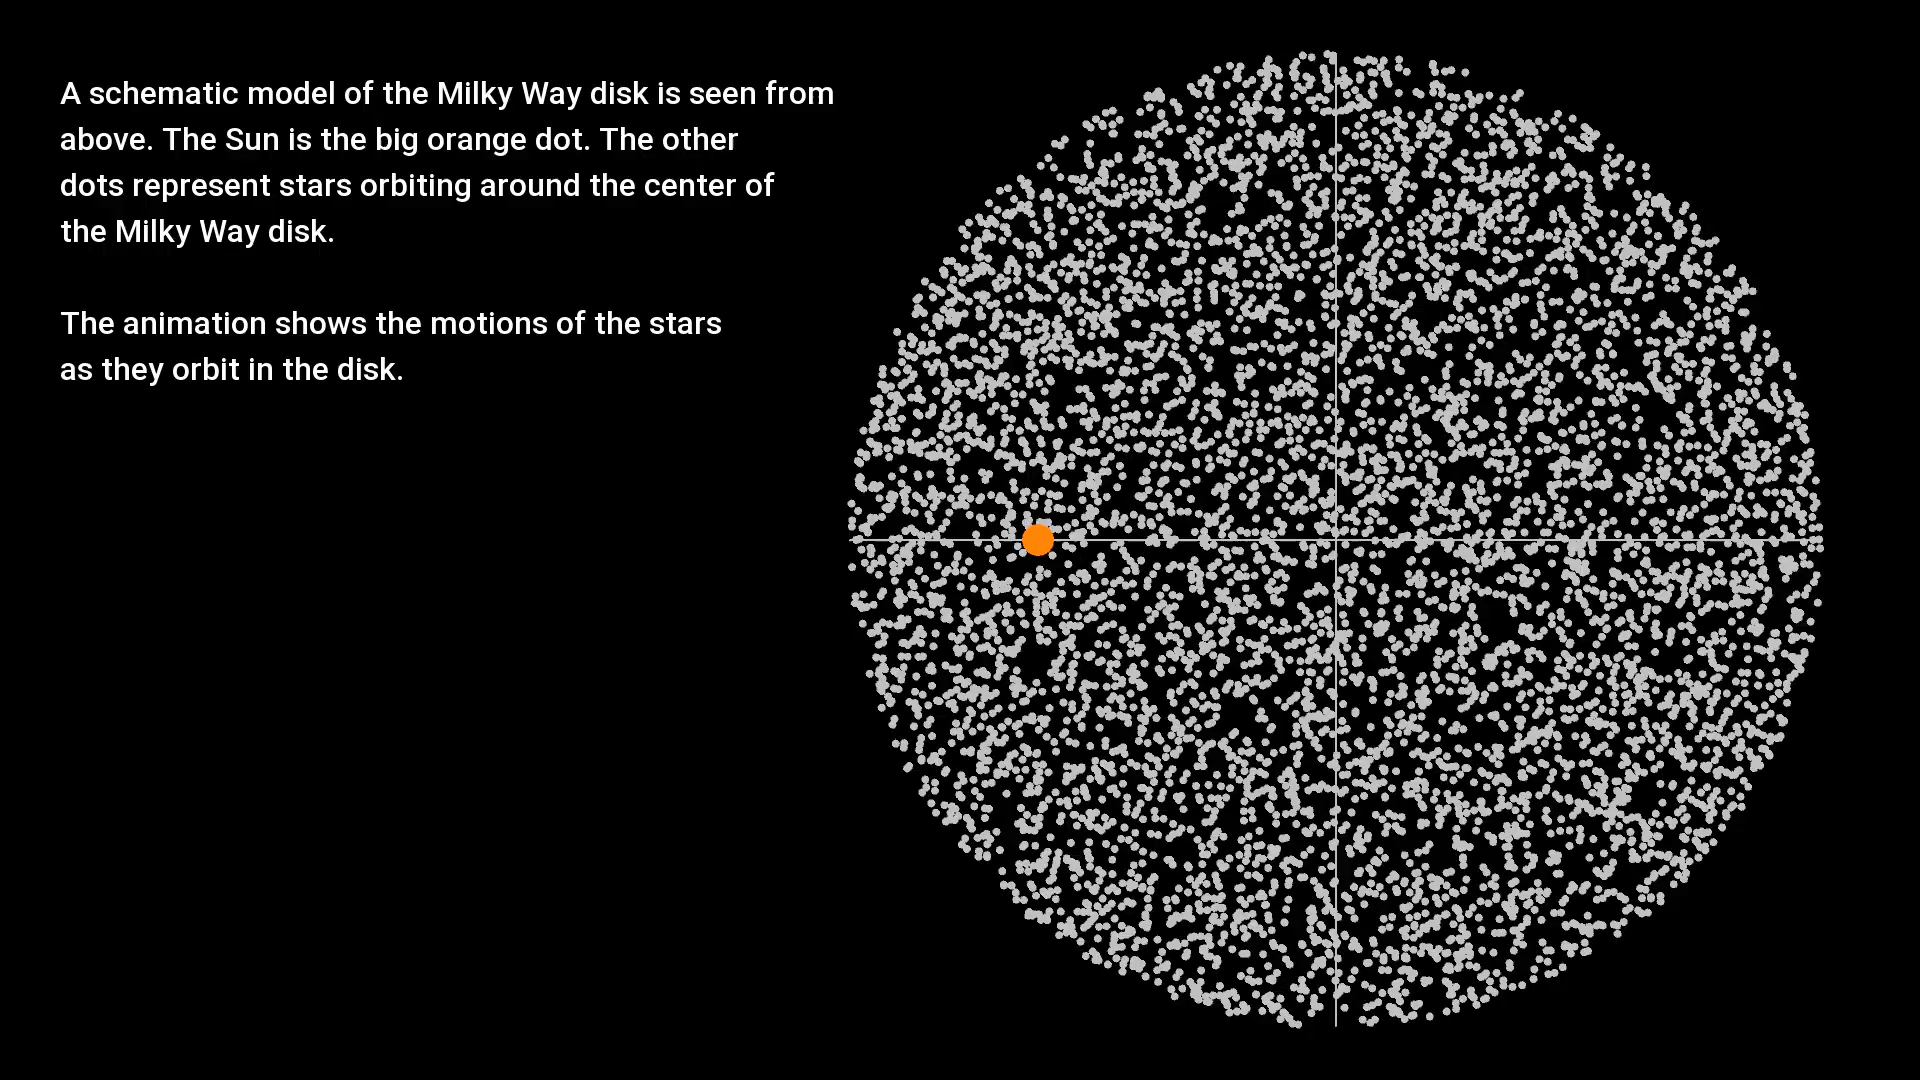 A schematic model of the Milky Way disk is seen from
above. The Sun is the big orange dot. The other
dots represent stars orbiting around the center of
the Milky Way disk.
The animation shows the motions of the stars
as they orbit in the disk.